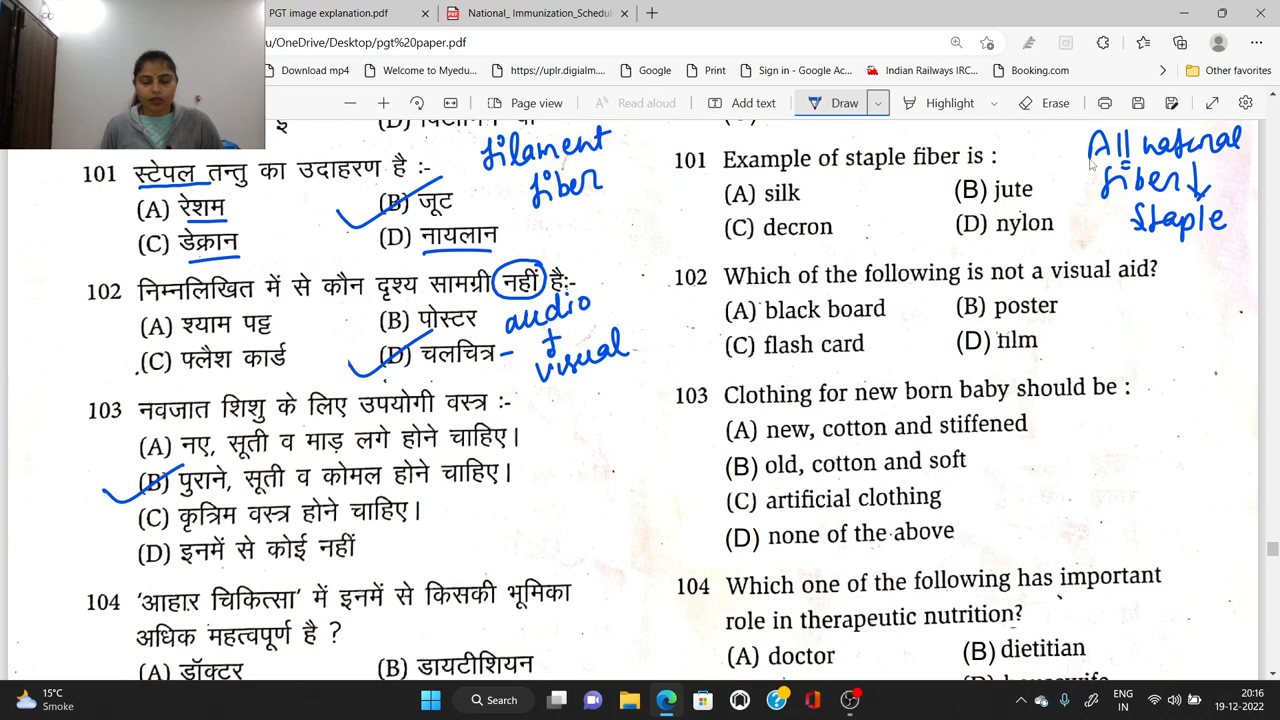 PGT image explanation.pdf
National_ Immunization_Schedul
u/OneDrive/Desktop/pgt%20paper.pdf
Download mp4
Welcome to Myedu...
https://uplr.digialm....
Google
Print
Sign in - Google Ac...
Indian Railways IRC...
Booking.com
Other favorites
Page view
Read aloud
Add text
Draw
Highlight
Erase
101 स्टेपल तन्तु का उदाहरण है :-
(A) रेशम
(B) जूट
(C) डेक्रान
(D) नायलान
filament
fiber
102 निम्नलिखित में से कौन दृश्य सामग्री नहीं है:-
(A) श्याम पट्ट
(B) पोस्टर
(C) फ्लैश कार्ड
(D) चलचित्र -
audio
+
visual
103 नवजात शिशु के लिए उपयोगी वस्त्र :-
(A) नए, सूती व माड़ लगे होने चाहिए।
(B) पुराने, सूती व कोमल होने चाहिए।
(C) कृत्रिम वस्त्र होने चाहिए।
(D) इनमें से कोई नहीं
104 'आहार चिकित्सा' में इनमें से किसकी भूमिका
अधिक महत्वपूर्ण है ?
(A) डॉक्टर
(B) डायटीशियन
101 Example of staple fiber is :
(A) silk
(B) jute
(C) decron
(D) nylon
All natural
fiber ↓
Staple
102 Which of the following is not a visual aid?
(A) black board
(B) poster
(C) flash card
(D) film
103 Clothing for new born baby should be :
(A) new, cotton and stiffened
(B) old, cotton and soft
(C) artificial clothing
(D) none of the above
104 Which one of the following has important
role in therapeutic nutrition?
(A) doctor
(B) dietitian
15°C
Smoke
Search
ENG
IN
20:16
19-12-2022